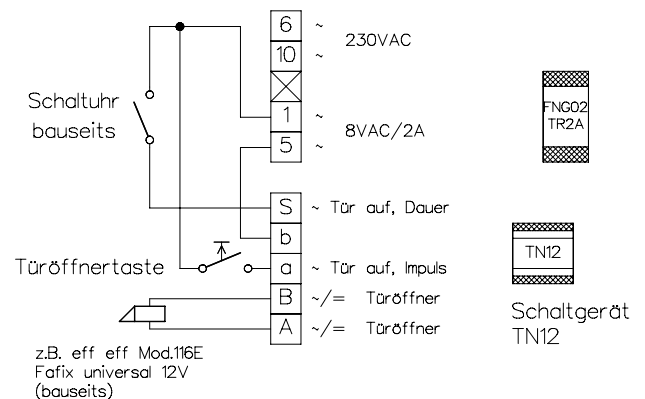 6 ~
230VAC
10 ~
Schaltuhr
bauseits
1 ~
8VAC/2A
5 ~
FNG02
TR2A
S ~ Tür auf, Dauer
b
Türöffnertaste
a ~ Tür auf, Impuls
B ~/= Türöffner
A ~/= Türöffner
TN12
Schaltgerät
TN12
z.B. eff eff Mod.116E
Fafix universal 12V
(bauseits)